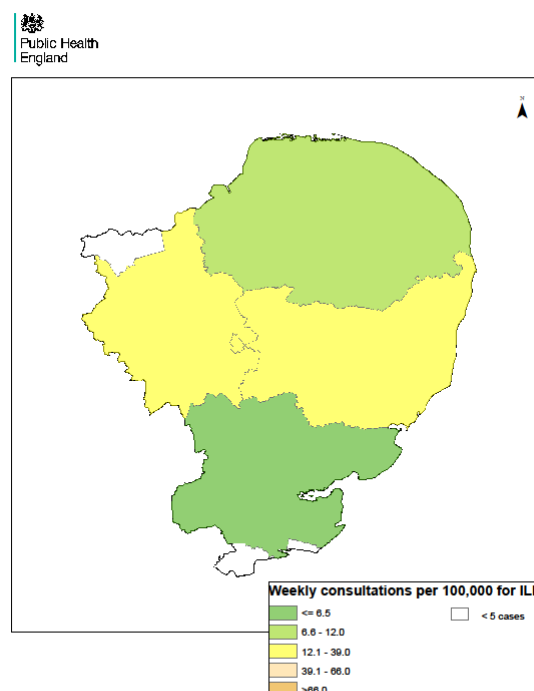 Public Health
England
N
Weekly consultations per 100,000 for ILI
<= 6.5
6.6 - 12.0
12.1 - 39.0
39.1 - 66.0
>66.0
< 5 cases